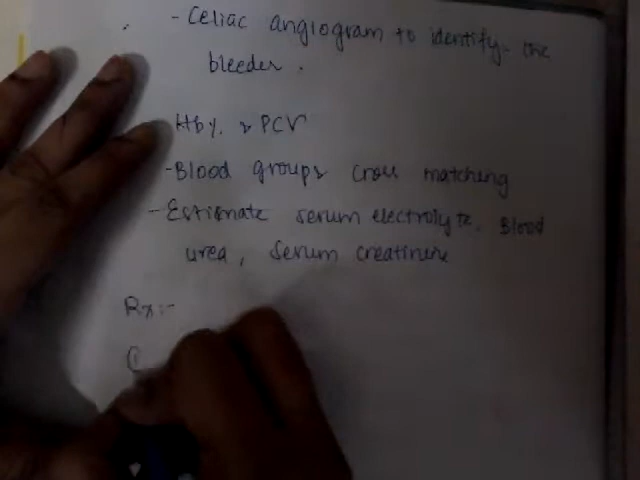 - Celiac angiogram to identify the
bleeder.
Hb%. & PCV
- Blood groups cross matching
- Estimate serum electrolyte, Blood
urea, Serum creatinine
Rx:-